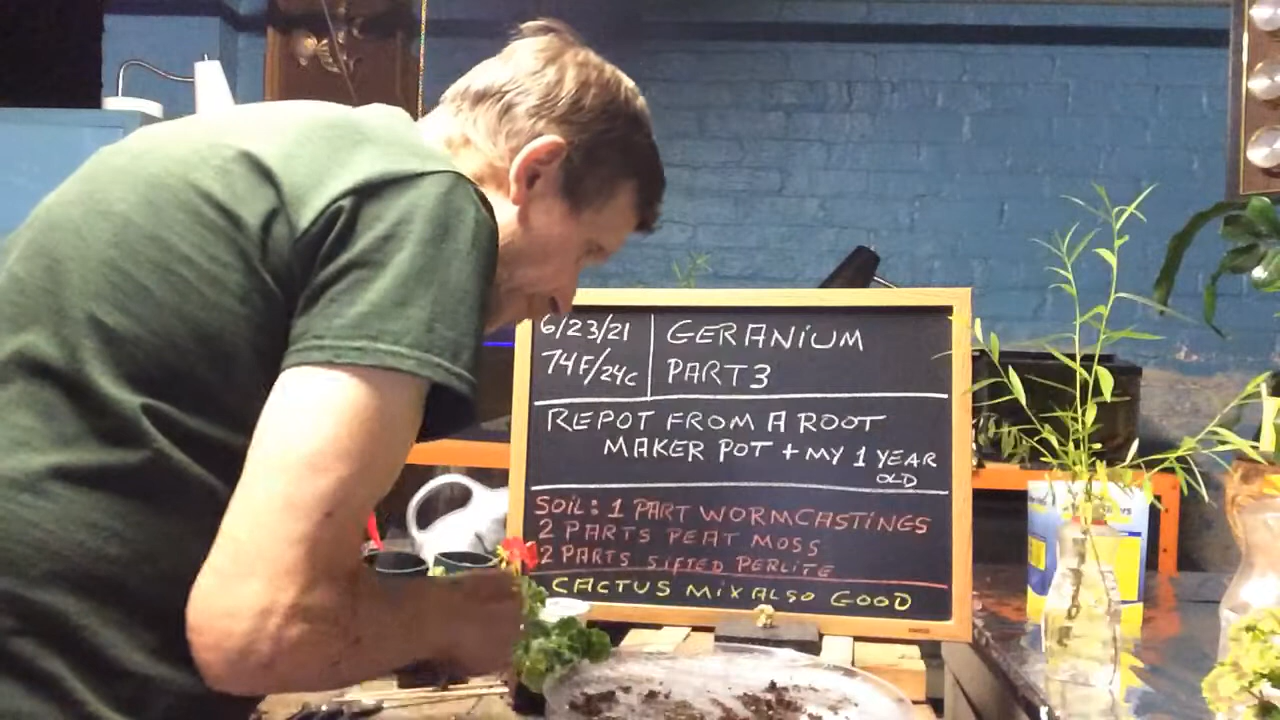 6/23/21 GERANIUM
74F/24C PART 3
REPOT FROM A ROOT
MAKER POT + MY 1 YEAR
OLD
SOIL: 1 PART WORMCASTINGS
2 PARTS PEAT MOSS
2 PARTS SIFTED PERLITE
CACTUS MIX ALSO GOOD